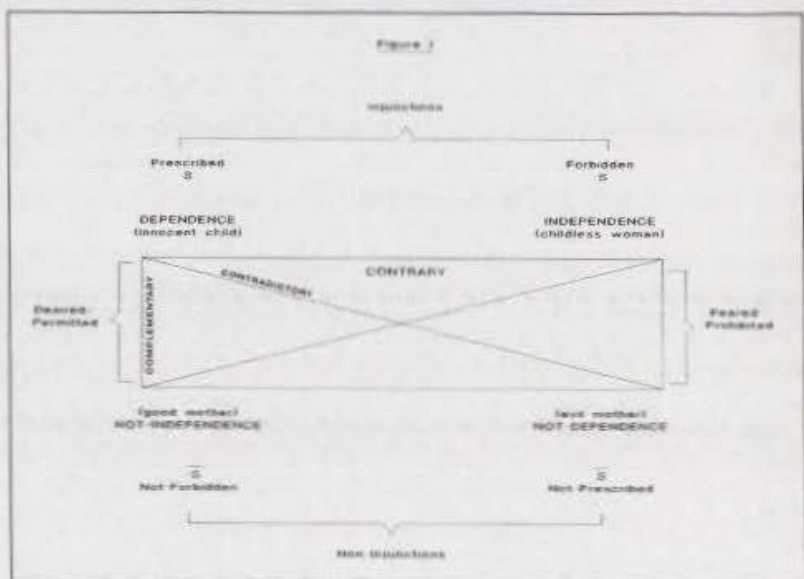 Figure 1
Injunctions
Prescribed
S
Forbidden
S
DEPENDENCE
(innocent child)
INDEPENDENCE
(childless woman)
CONTRARY
CONTRADICTORY
COMPLEMENTARY
Desired-
Permitted
Feared
Prohibited
(good mother)
NOT-INDEPENDENCE
(evil mother)
NOT DEPENDENCE
S
Not Forbidden
S
Not Prescribed
Non Injunctions